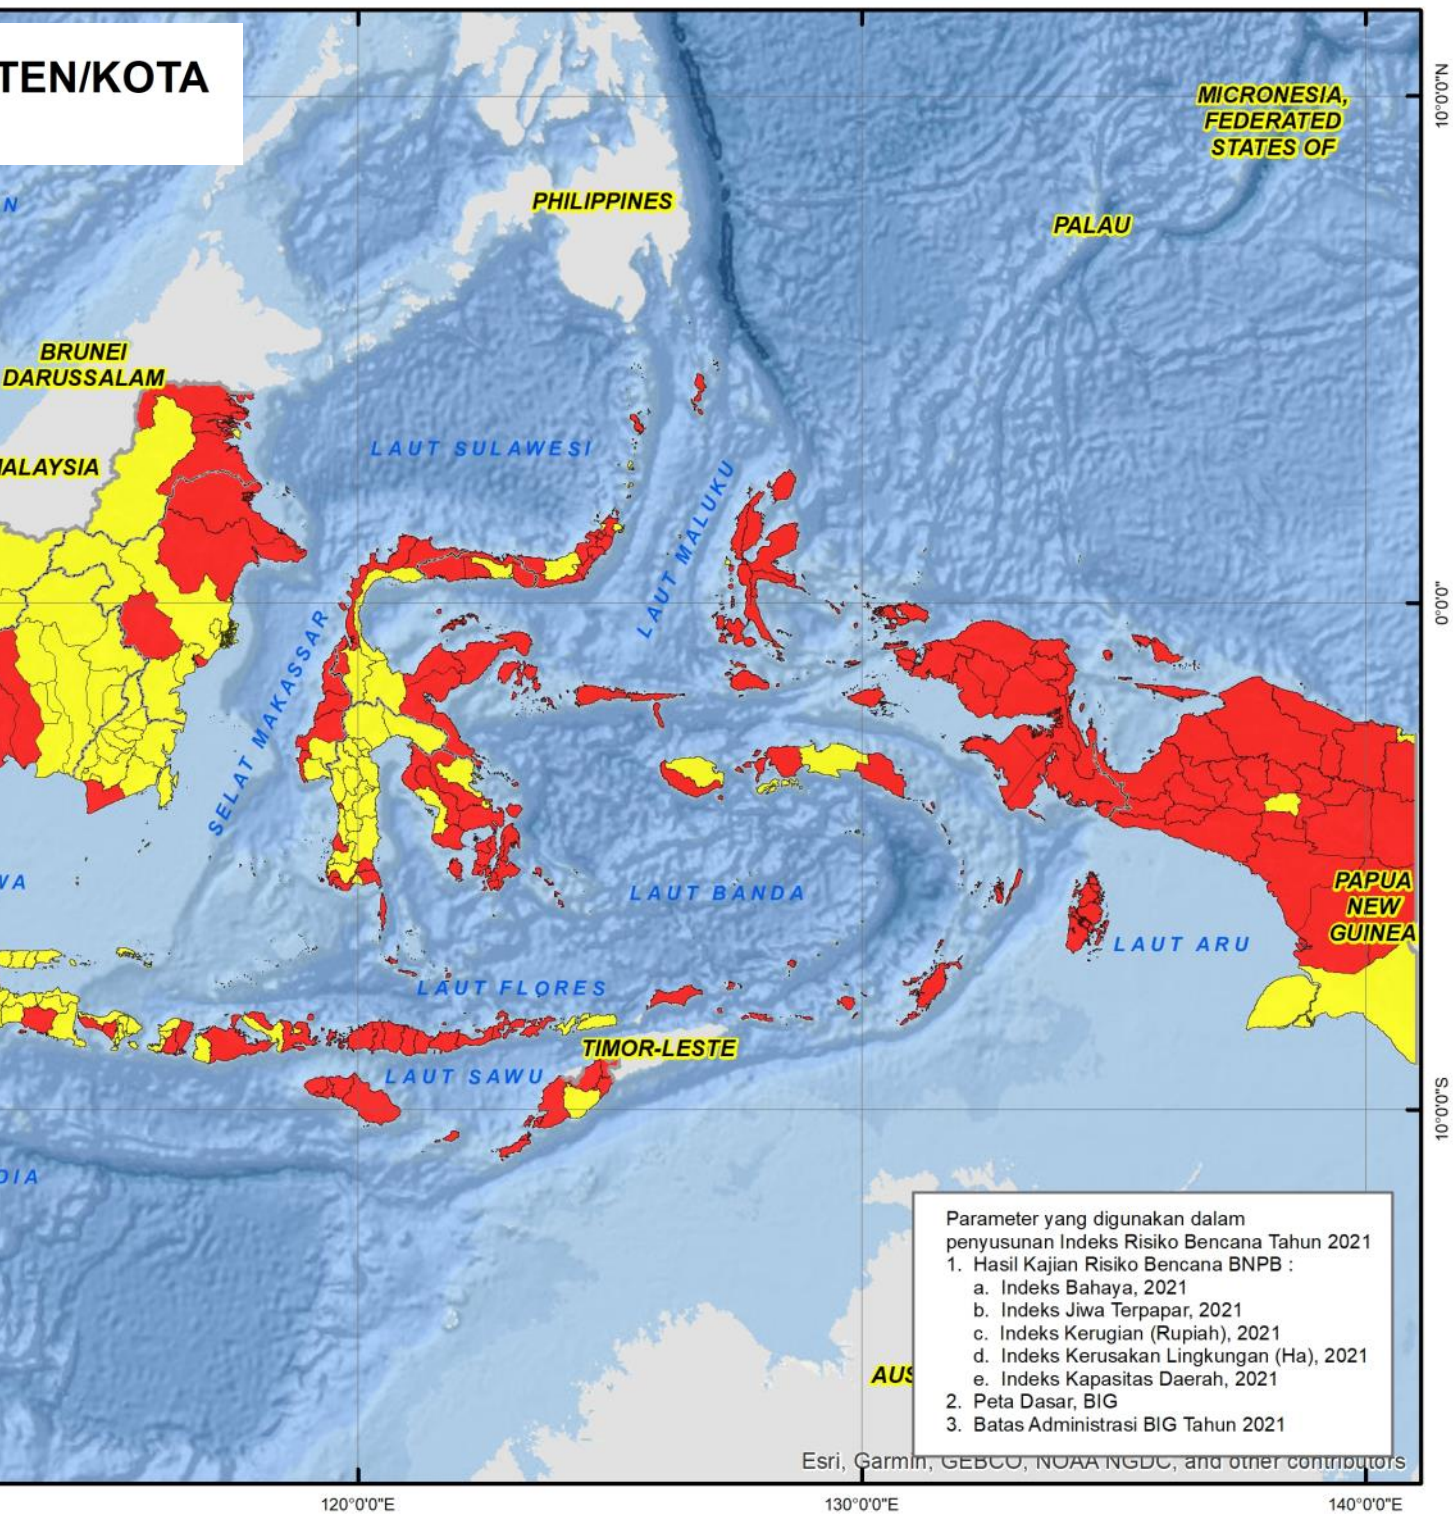 TEN/KOTA
10°0'0"N
MICRONESIA,
FEDERATED
STATES OF
N
PHILIPPINES
PALAU
BRUNEI
DARUSSALAM
LAUT SULAWESI
MALAYSIA
LAUT MALUKU
0°0'0"
SELAT MAKASSAR
WA
LAUT BANDA
PAPUA
NEW
GUINEA
LAUT ARU
LAUT FLORES
TIMOR-LESTE
LAUT SAWU
10°0'0"S
DIA
Parameter yang digunakan dalam
penyusunan Indeks Risiko Bencana Tahun 2021
1. Hasil Kajian Risiko Bencana BNPB :
a. Indeks Bahaya, 2021
b. Indeks Jiwa Terpapar, 2021
c. Indeks Kerugian (Rupiah), 2021
d. Indeks Kerusakan Lingkungan (Ha), 2021
e. Indeks Kapasitas Daerah, 2021
2. Peta Dasar, BIG
3. Batas Administrasi BIG Tahun 2021
AUS
Esri, Garmin, GEBCO, NOAA NGDC, and other contributors
120°0'0"E
130°0'0"E
140°0'0"E